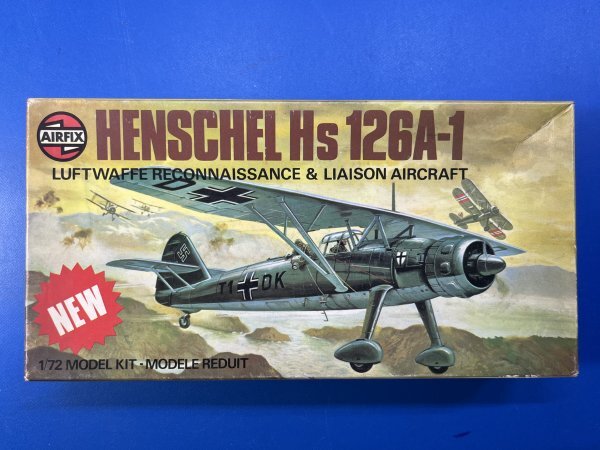 AIRFIX
HENSCHEL Hs 126A-1
LUFTWAFFE RECONNAISSANCE & LIAISON AIRCRAFT
D
T1 DK
NEW
1/72 MODEL KIT - MODELE REDUIT